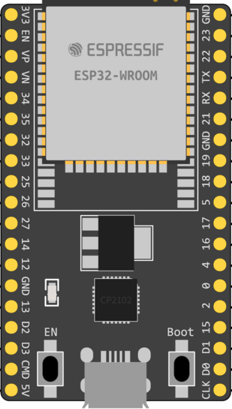 3V3
EN
VP
VN
34
35
32
33
25
26
27
14
12
GND
13
D2
D3
CMD
5V
ESPRESSIF
ESP32-WROOM
CP2102
EN
Boot
GND
23
22
TX
RX
21
GND
19
18
5
17
16
4
0
2
15
D1
D0
CLK